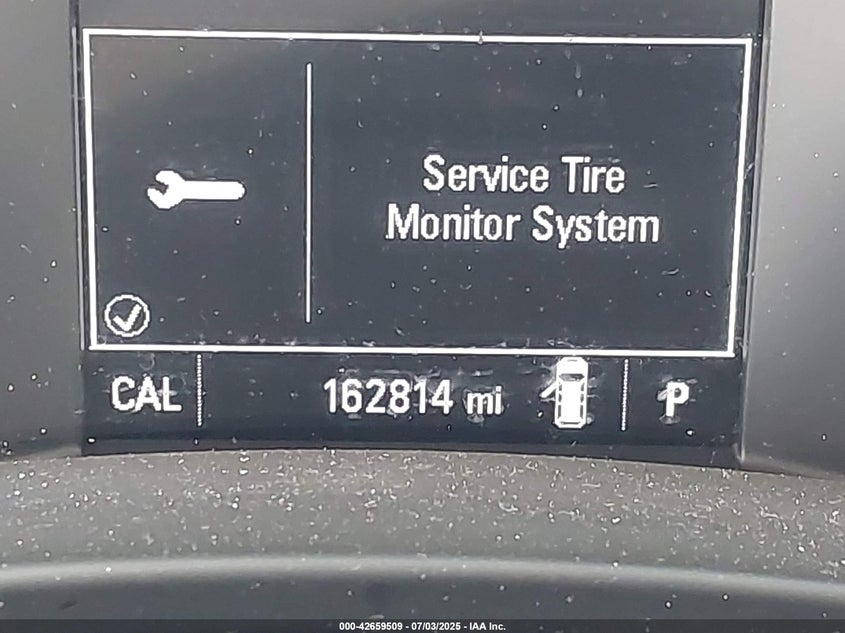 Service Tire
Monitor System
CAL 162814 mi P
000-42659509 - 07/03/2025 - IAA Inc.